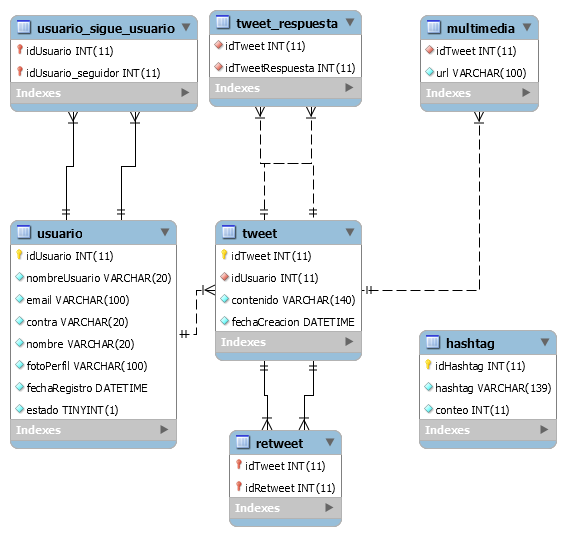 usuario_sigue_usuario
idUsuario INT(11)
idUsuario_seguidor INT(11)
Indexes
tweet_respuesta
idTweet INT(11)
idTweetRespuesta INT(11)
Indexes
multimedia
idTweet INT(11)
url VARCHAR(100)
Indexes
usuario
idUsuario INT(11)
nombreUsuario VARCHAR(20)
email VARCHAR(100)
contra VARCHAR(20)
nombre VARCHAR(20)
fotoPerfil VARCHAR(100)
fechaRegistro DATETIME
estado TINYINT(1)
Indexes
tweet
idTweet INT(11)
idUsuario INT(11)
contenido VARCHAR(140)
fechaCreacion DATETIME
Indexes
hashtag
idHashtag INT(11)
hashtag VARCHAR(139)
conteo INT(11)
Indexes
retweet
idTweet INT(11)
idRetweet INT(11)
Indexes